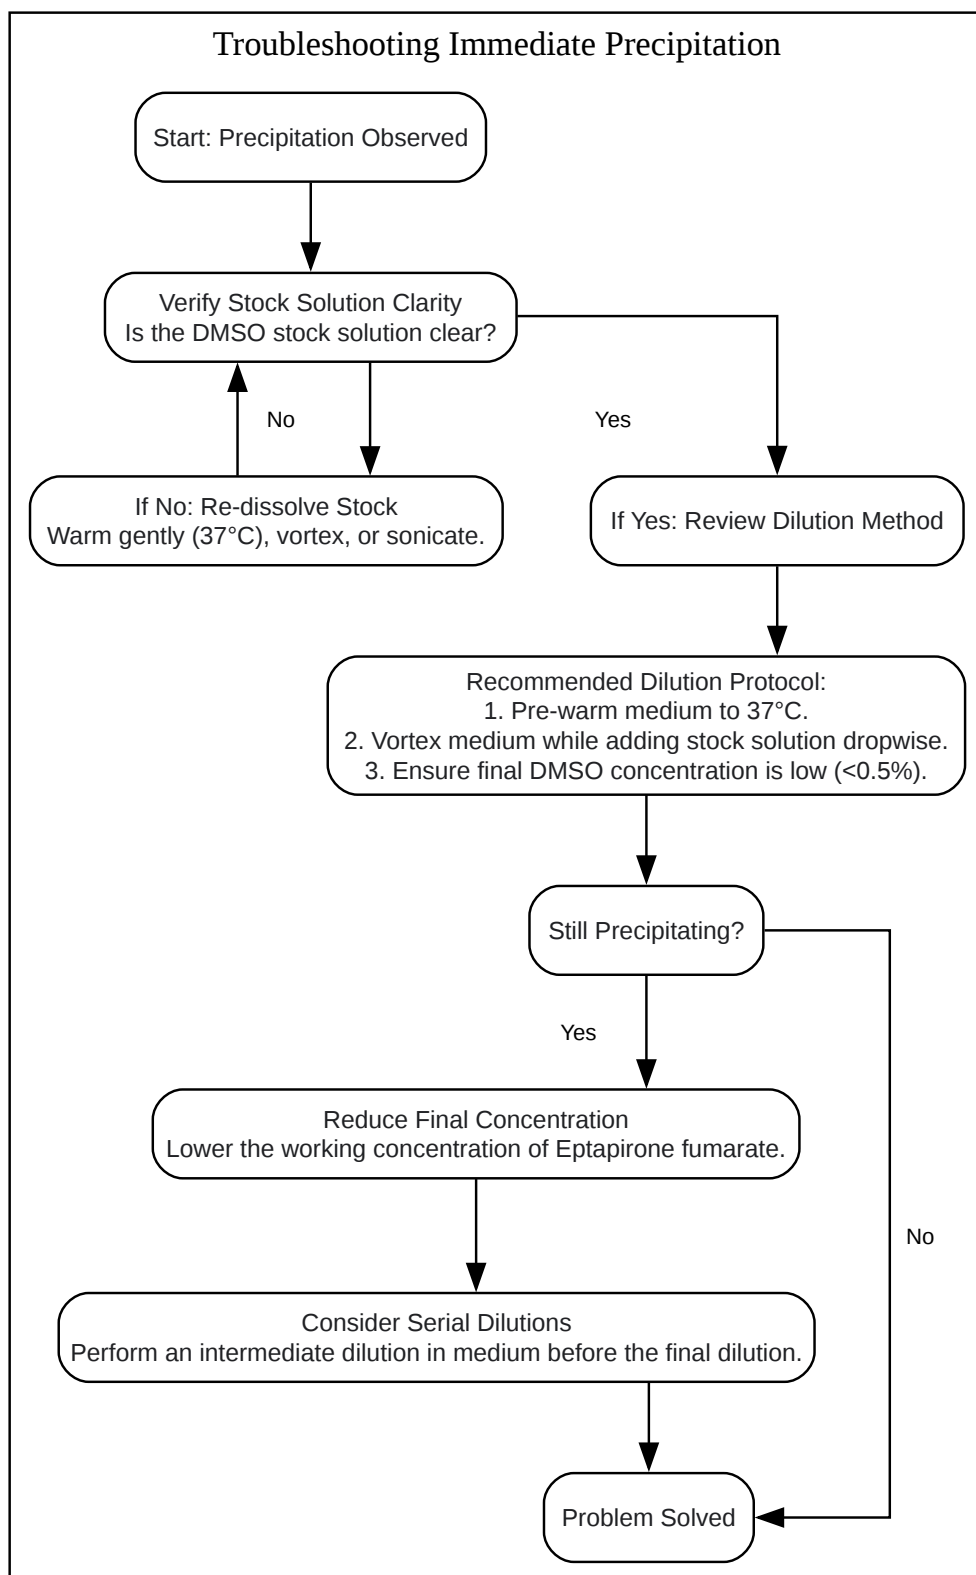 Troubleshooting Immediate Precipitation
Start: Precipitation Observed
Verify Stock Solution Clarity
Is the DMSO stock solution clear?
No
Yes
If No: Re-dissolve Stock
Warm gently (37°C), vortex, or sonicate.
If Yes: Review Dilution Method
Recommended Dilution Protocol:
1. Pre-warm medium to 37°C.
2. Vortex medium while adding stock solution dropwise.
3. Ensure final DMSO concentration is low (<0.5%).
Still Precipitating?
Yes
Reduce Final Concentration
Lower the working concentration of Eptapirone fumarate.
No
Consider Serial Dilutions
Perform an intermediate dilution in medium before the final dilution.
Problem Solved